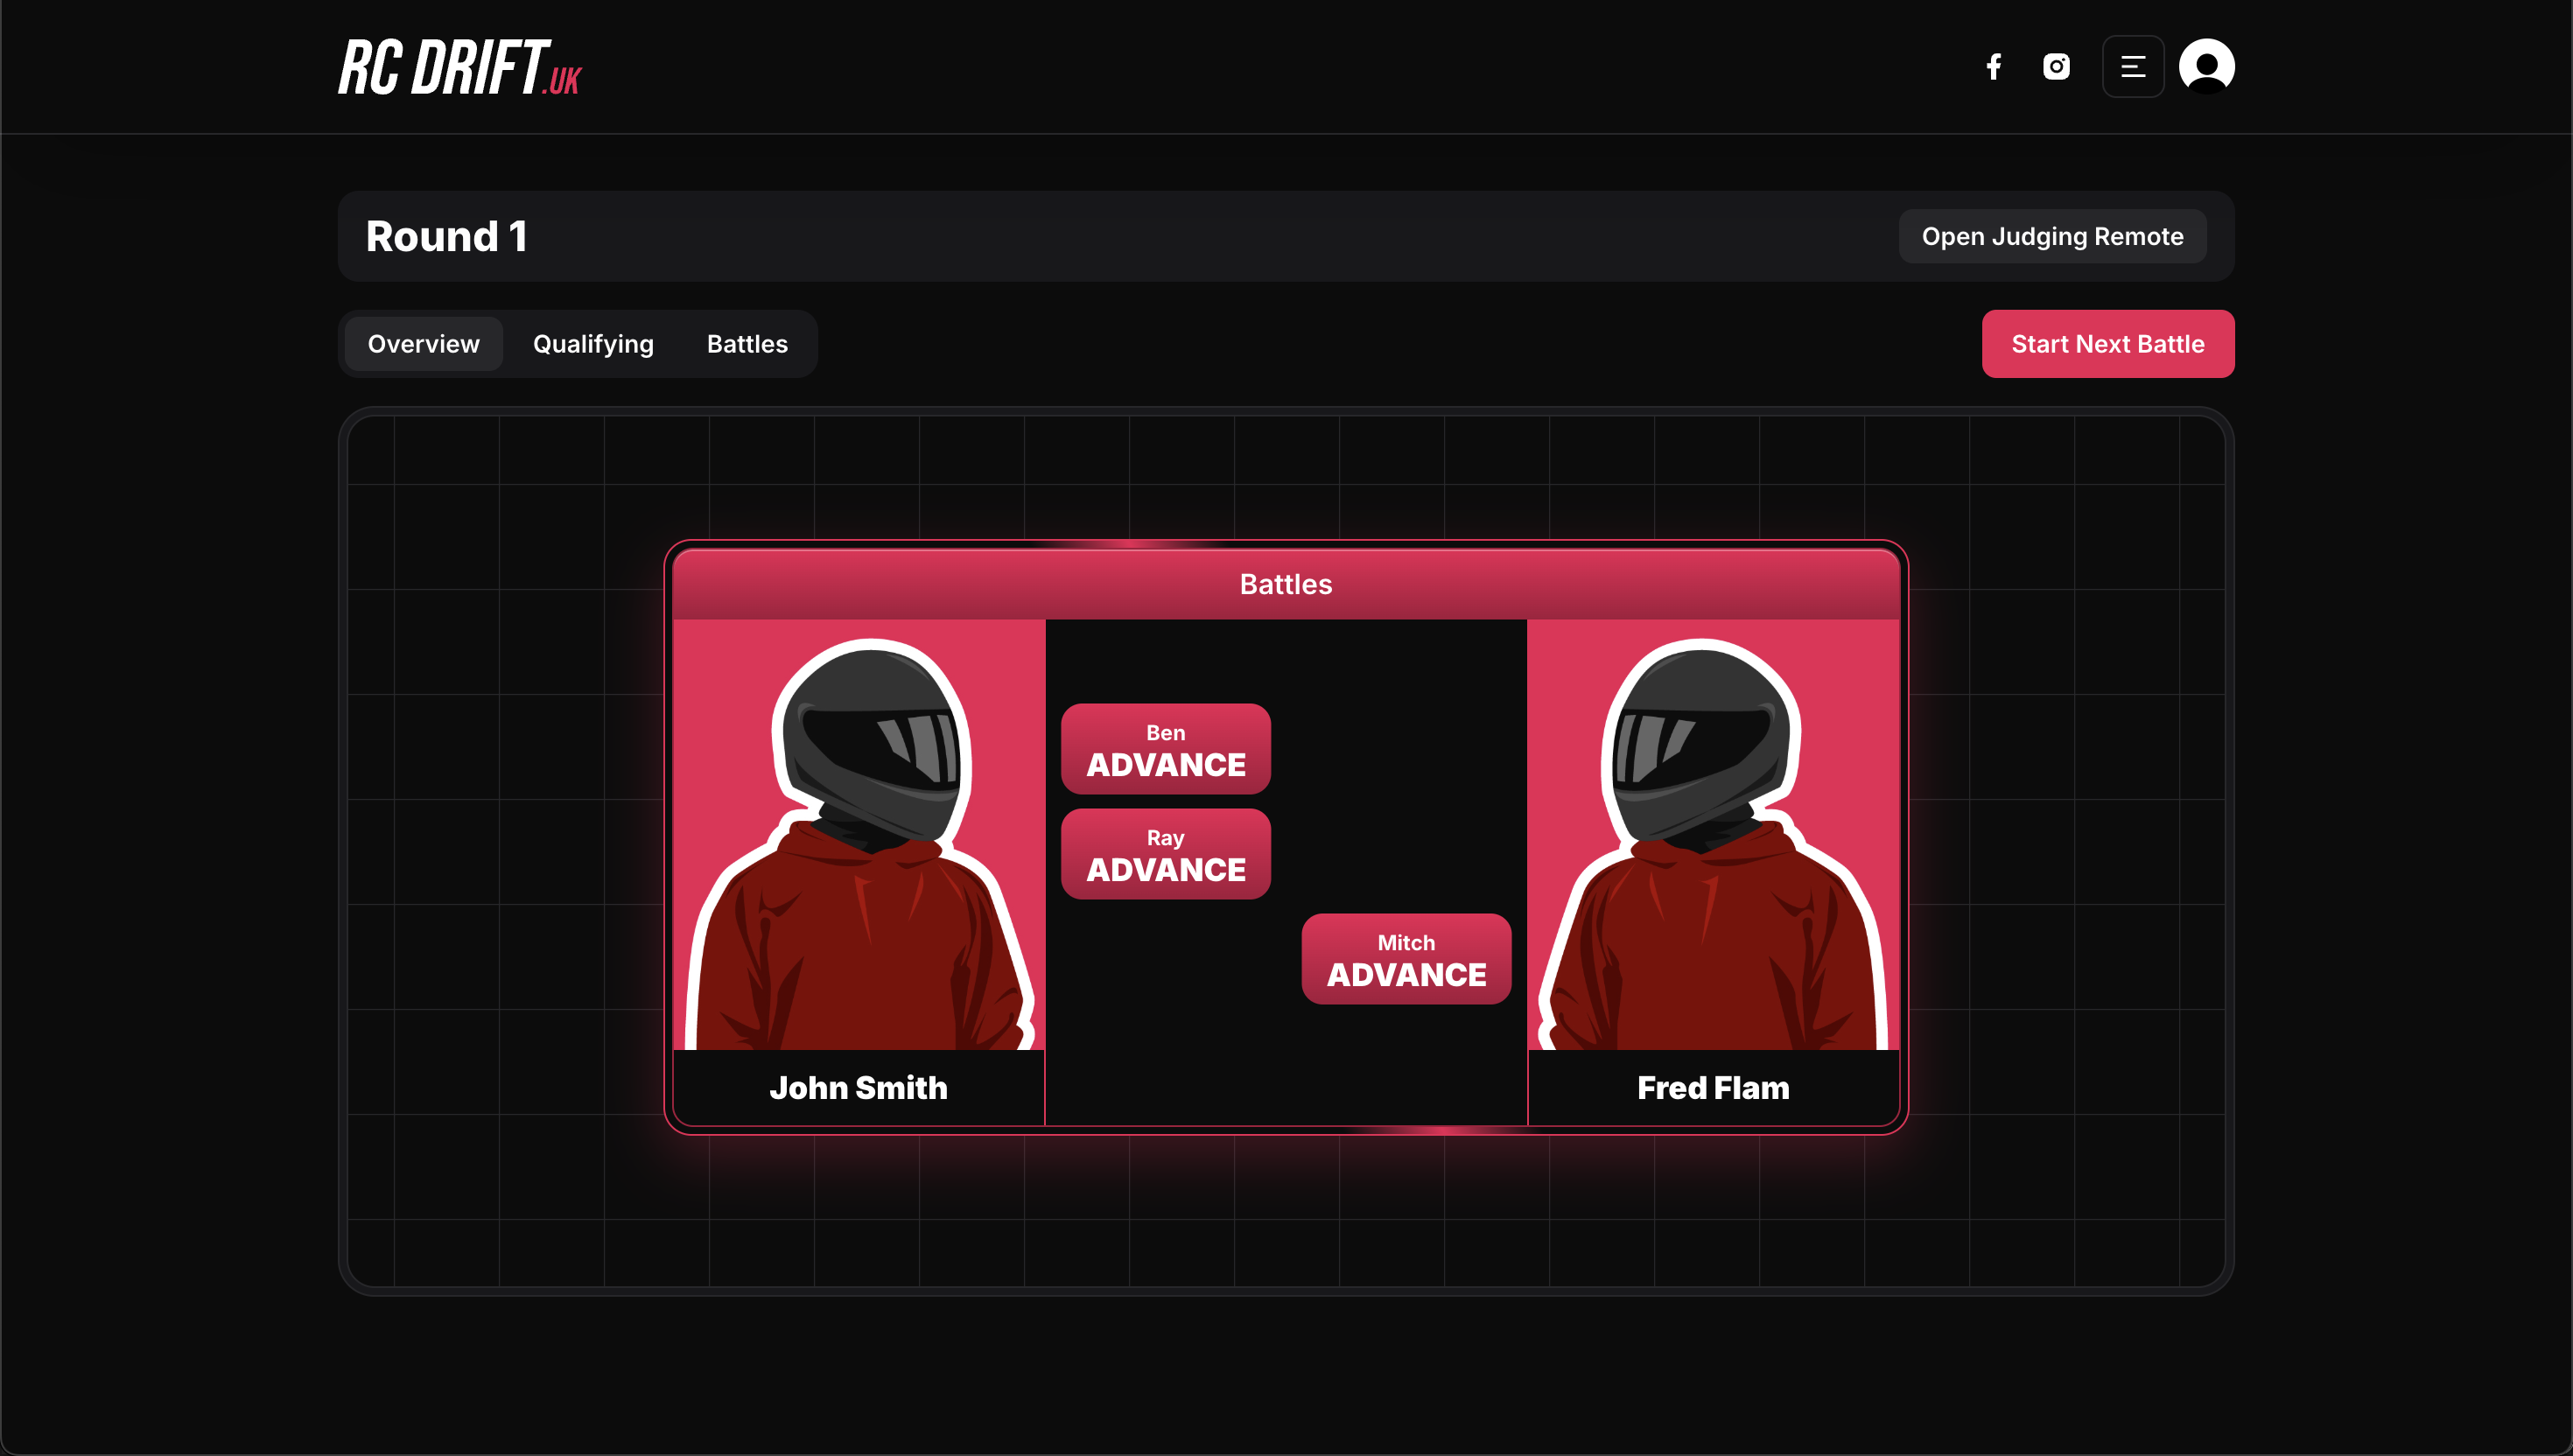 RC DRIFT.UK
Round 1
Open Judging Remote
Overview
Qualifying
Battles
Start Next Battle
Battles
Ben
ADVANCE
Ray
ADVANCE
Mitch
ADVANCE
John Smith
Fred Flam